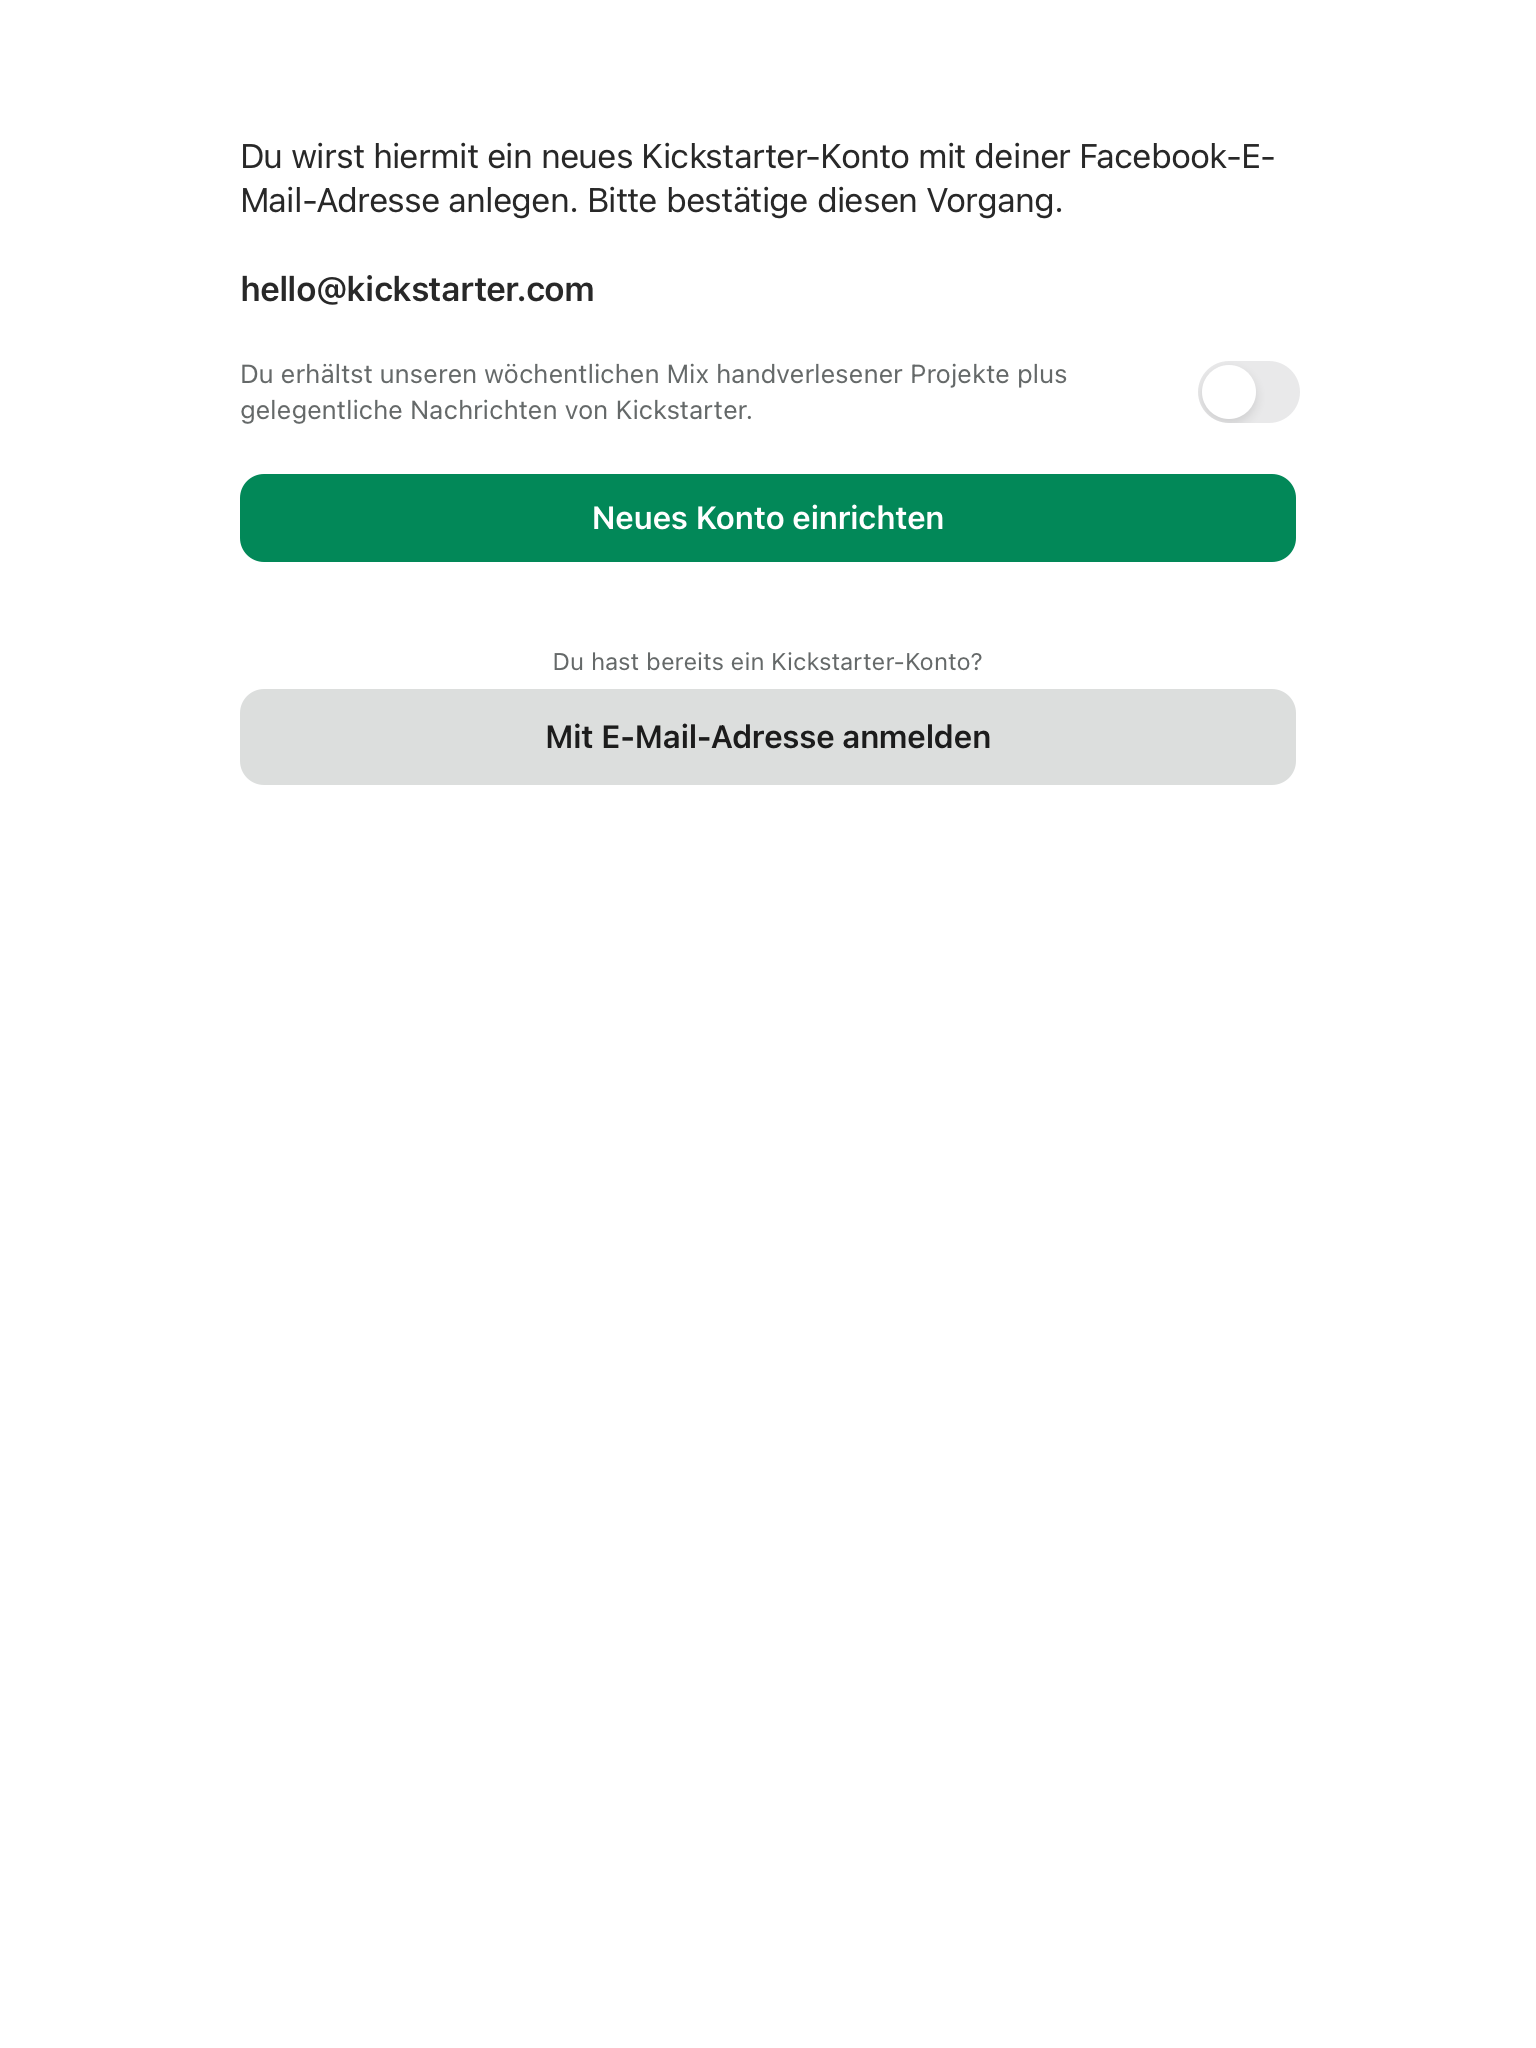 Du wirst hiermit ein neues Kickstarter-Konto mit deiner Facebook-E-
Mail-Adresse anlegen. Bitte bestätige diesen Vorgang.
hello@kickstarter.com
Du erhältst unseren wöchentlichen Mix handverlesener Projekte plus
gelegentliche Nachrichten von Kickstarter.
Neues Konto einrichten
Du hast bereits ein Kickstarter-Konto?
Mit E-Mail-Adresse anmelden